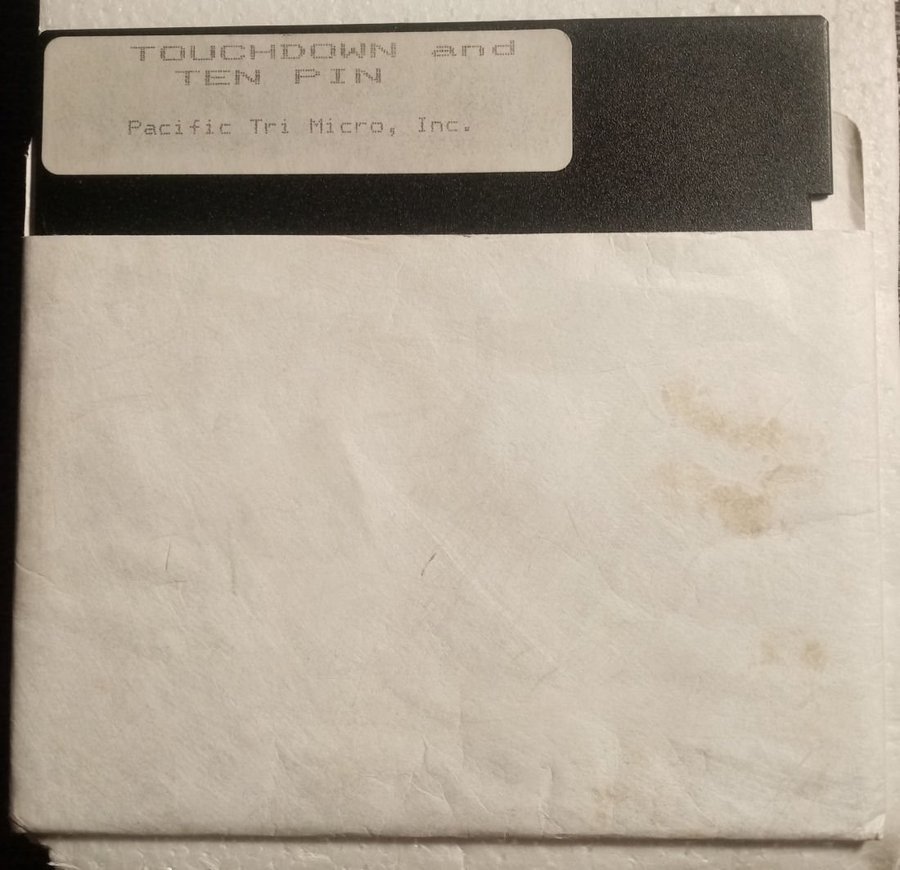 TOUCHDOWN and
TEN PIN
Pacific Tri Micro, Inc.